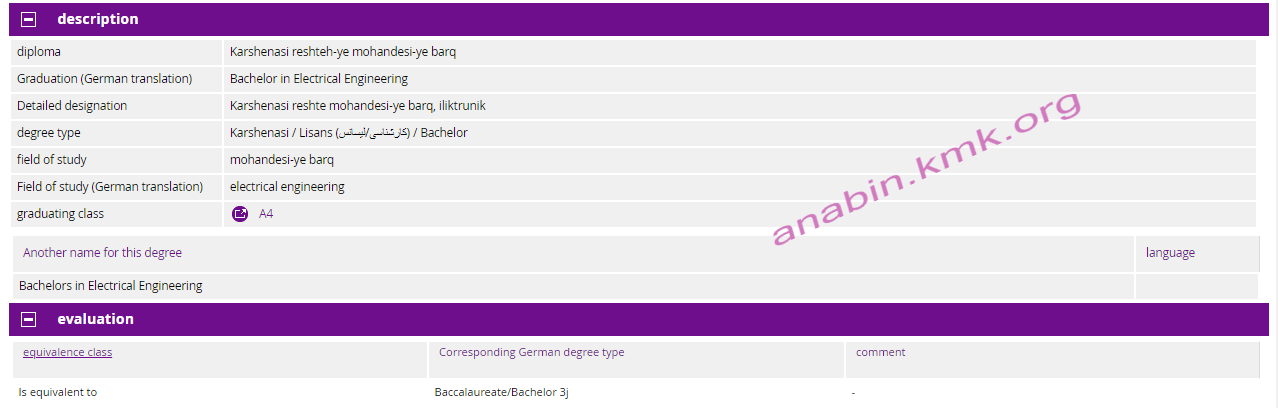 description
diploma Karshenasi reshteh-ye mohandesi-ye barq
Graduation (German translation) Bachelor in Electrical Engineering
Detailed designation Karshenasi reshte mohandesi-ye barq, iliktrunik
degree type Karshenasi / Lisans (کارشناسی/لیسانس) / Bachelor
field of study mohandesi-ye barq
Field of study (German translation) electrical engineering
graduating class A4
anabin.kmk.org
Another name for this degree language
Bachelors in Electrical Engineering
evaluation
equivalence class Corresponding German degree type comment
Is equivalent to Baccalaureate/Bachelor 3j -